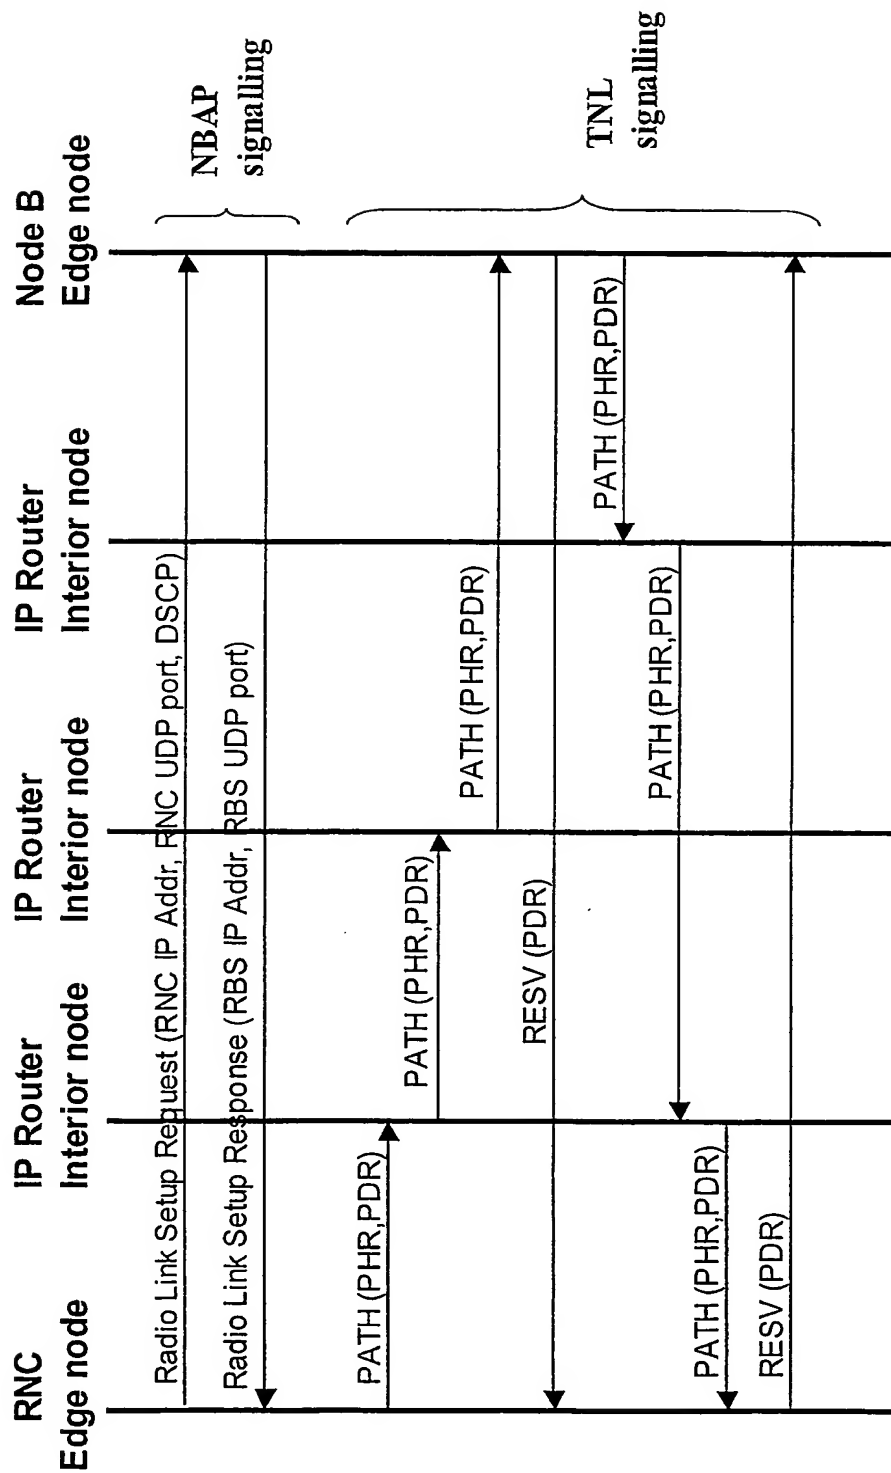 RNC
Edge node
IP Router
Interior node
IP Router
Interior node
IP Router
Interior node
Node B
Edge node
Radio Link Setup Request (RNC IP Addr, RNC UDP port, DSCP)
Radio Link Setup Response (RBS IP Addr, RBS UDP port)
NBAP
signalling
PATH (PHR,PDR)
PATH (PHR,PDR)
PATH (PHR,PDR)
RESV (PDR)
PATH (PHR,PDR)
PATH (PHR,PDR)
PATH (PHR,PDR)
RESV (PDR)
TNL
signalling